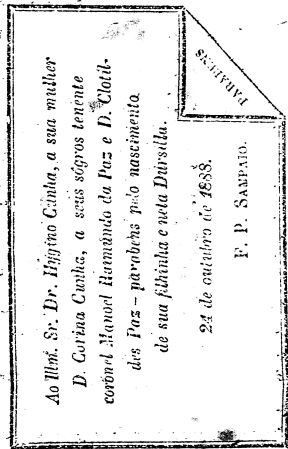 PARABENS
Ao Illm. Sr. Dr. Hygino Cunha, a sua mulher
D. Corina Cunha, a seus sogros tenente
coronel Manoel Raimundo da Paz e D. Clotil-
des Paz – parabens pelo nascimento
de sua filhinha e neta Dursilla.
24 de outubro de 1888.
F. P. SAMPAIO.